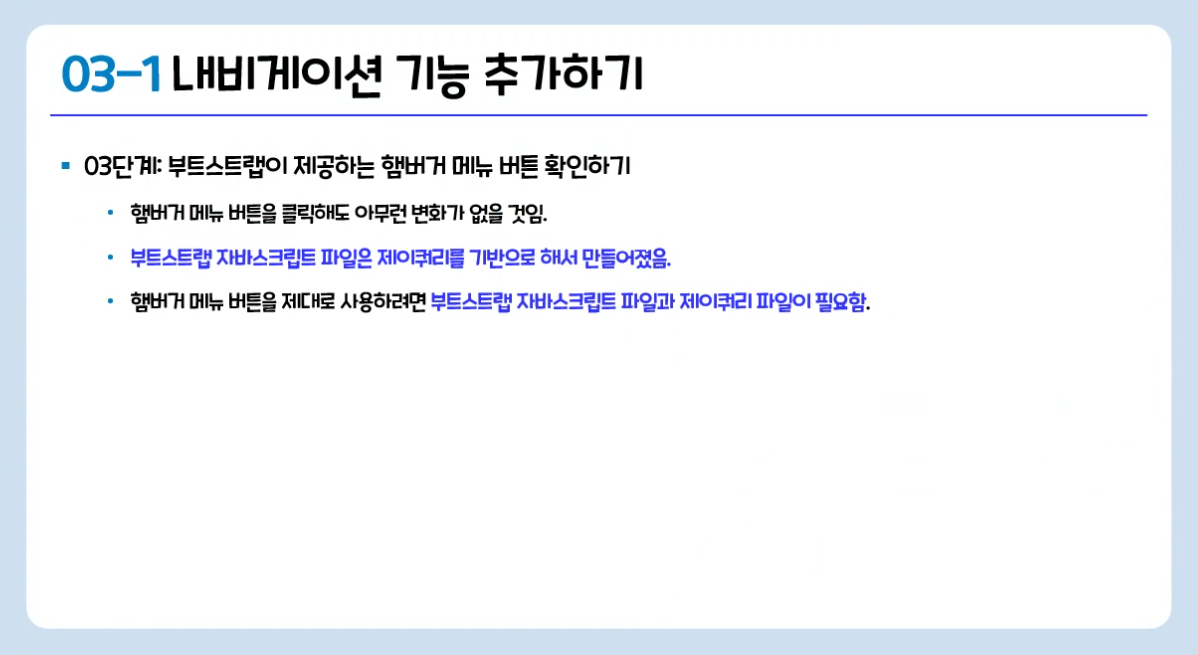 03-1 내비게이션 기능 추가하기
03단계: 부트스트랩이 제공하는 햄버거 메뉴 버튼 확인하기
햄버거 메뉴 버튼을 클릭해도 아무런 변화가 없을 것임.
부트스트랩 자바스크립트 파일은 제이쿼리를 기반으로 해서 만들어졌음.
햄버거 메뉴 버튼을 제대로 사용하려면 부트스트랩 자바스크립트 파일과 제이쿼리 파일이 필요함.